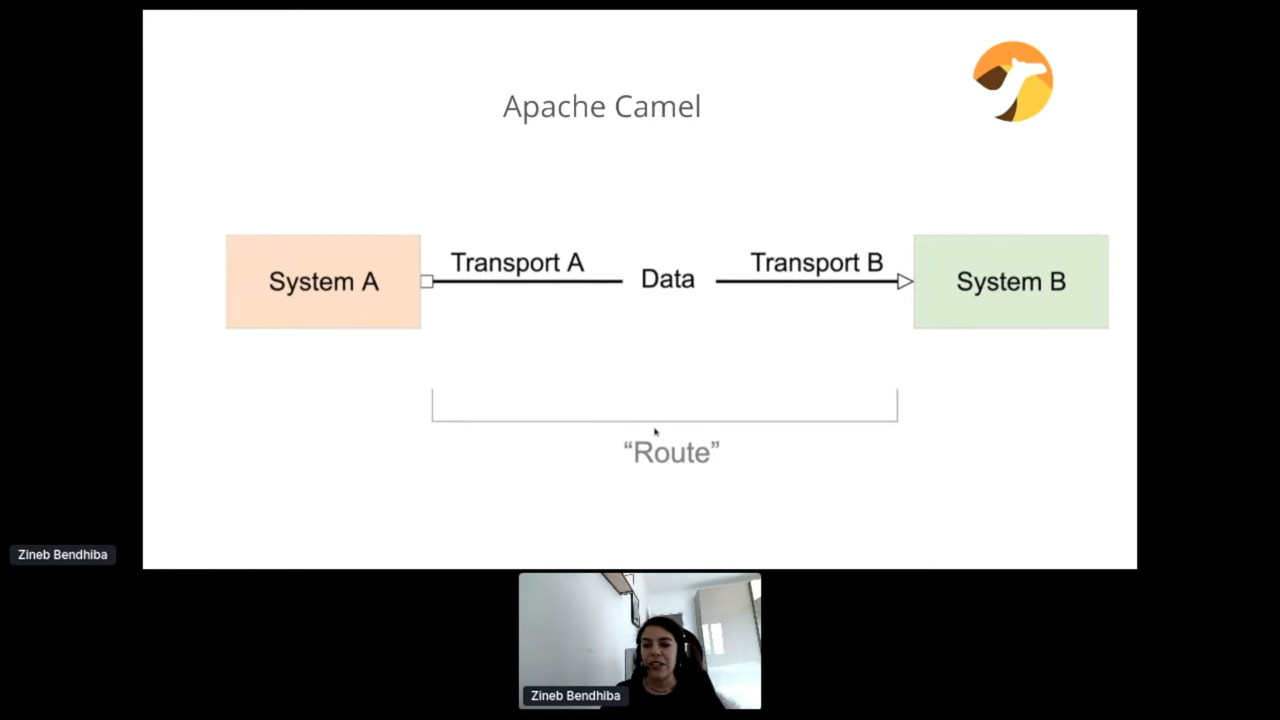 Apache Camel
System A
Transport A
Data
Transport B
System B
“Route”
Zineb Bendhiba
Zineb Bendhiba